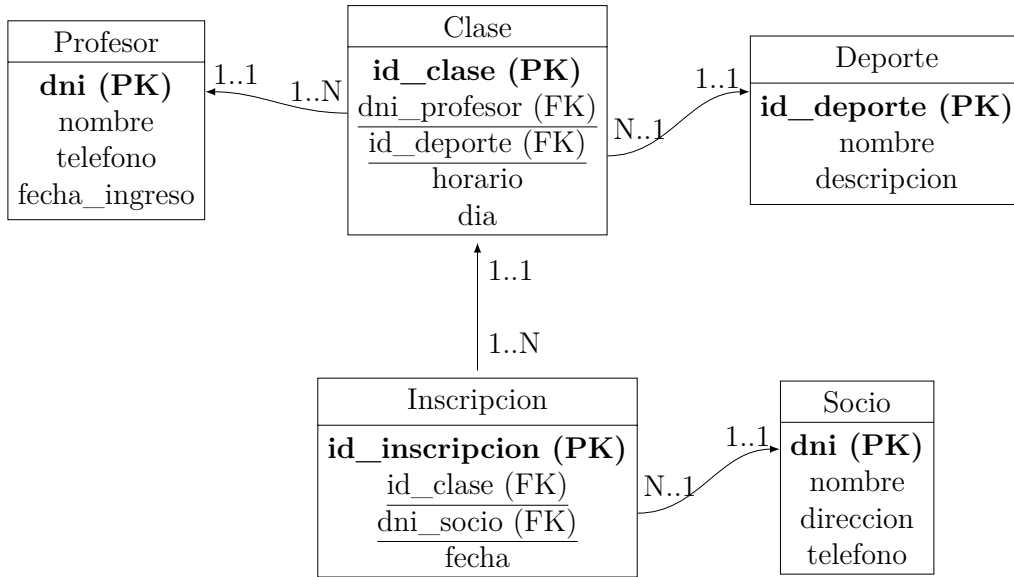 Profesor
dni (PK)
nombre
telefono
fecha_ingreso
1..1
1..N
Clase
id_clase (PK)
dni_profesor (FK)
id_deporte (FK)
horario
dia
N..1
1..1
Deporte
id_deporte (PK)
nombre
descripcion
1..1
1..N
Inscripcion
id_inscripcion (PK)
id_clase (FK)
dni_socio (FK)
fecha
N..1
1..1
Socio
dni (PK)
nombre
direccion
telefono